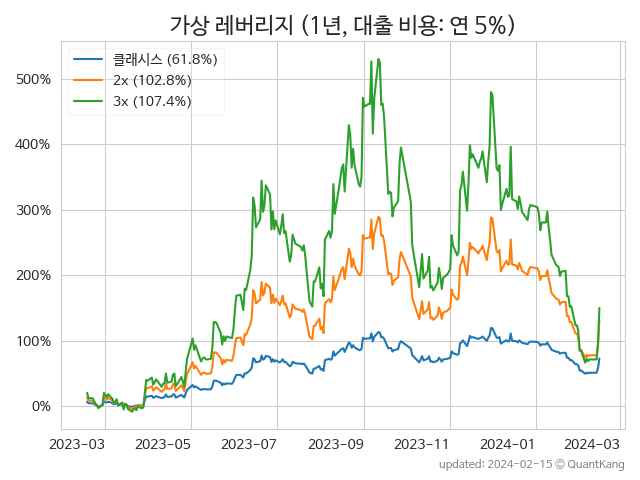 가상 레버리지 (1년, 대출 비용: 연 5%)
클래시스 (61.8%)
2x (102.8%)
3x (107.4%)
500%
400%
300%
200%
100%
0%
2023-03 2023-05 2023-07 2023-09 2023-11 2024-01 2024-03
updated: 2024-02-15 © QuantKang